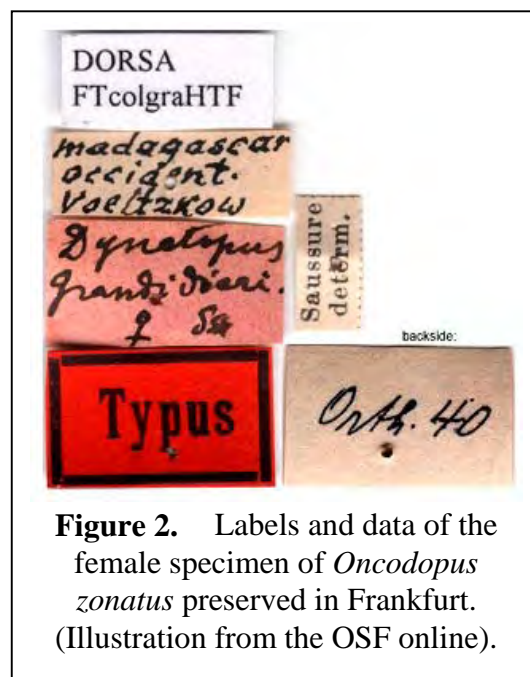 DORSA
FTcolgraHTF
madagascar
occident.
Voeltzkow
Dynatopus
grandidieri.
♀ Ss
Saussure
determ.
backside:
Typus
Orth. 40
Figure 2. Labels and data of the
female specimen of Oncodopus
zonatus preserved in Frankfurt.
(Illustration from the OSF online).